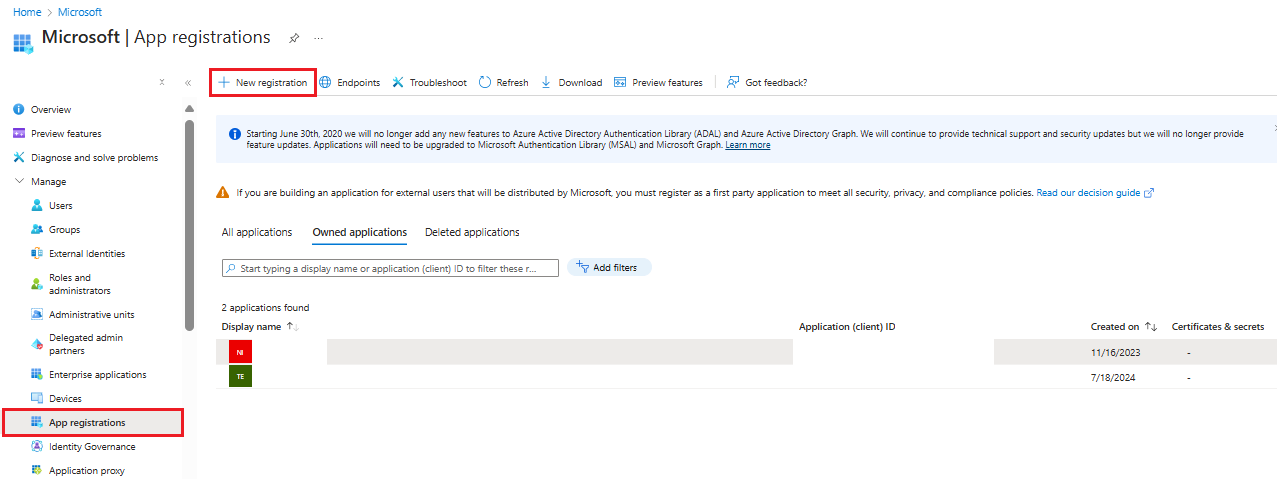 Home > Microsoft
Microsoft | App registrations
New registration
Endpoints
Troubleshoot
Refresh
Download
Preview features
Got feedback?
Overview
Preview features
Diagnose and solve problems
Manage
Users
Groups
External Identities
Roles and
administrators
Administrative units
Delegated admin
partners
Enterprise applications
Devices
App registrations
Identity Governance
Application proxy
Starting June 30th, 2020 we will no longer add any new features to Azure Active Directory Authentication Library (ADAL) and Azure Active Directory Graph. We will continue to provide technical support and security updates but we will no longer provide
feature updates. Applications will need to be upgraded to Microsoft Authentication Library (MSAL) and Microsoft Graph. Learn more
If you are building an application for external users that will be distributed by Microsoft, you must register as a first party application to meet all security, privacy, and compliance policies. Read our decision guide
All applications
Owned applications
Deleted applications
Start typing a display name or application (client) ID to filter these r...
Add filters
2 applications found
Display name
Application (client) ID
Created on
Certificates & secrets
NI
11/16/2023
-
TE
7/18/2024
-